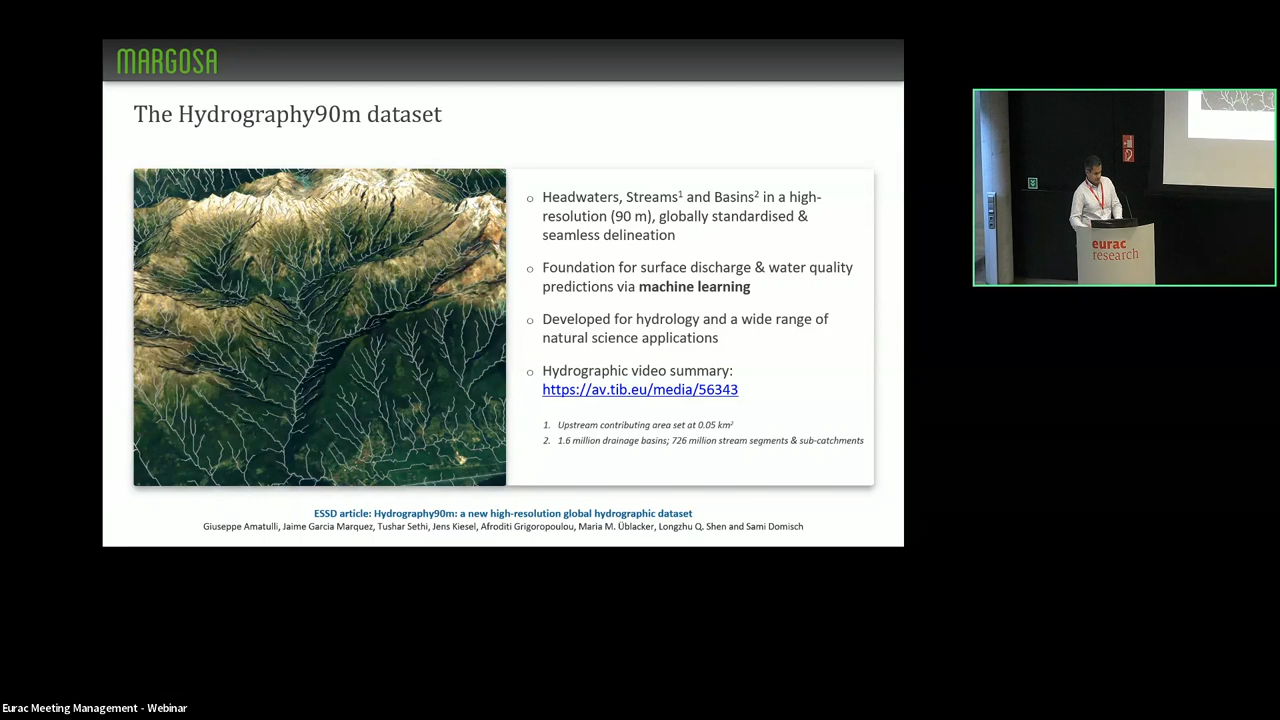 MARGOSA
The Hydrography90m dataset
o Headwaters, Streams1 and Basins2 in a high-
resolution (90 m), globally standardised &
seamless delineation
o Foundation for surface discharge & water quality
predictions via machine learning
o Developed for hydrology and a wide range of
natural science applications
o Hydrographic video summary:
https://av.tib.eu/media/56343
1. Upstream contributing area set at 0.05 km2
2. 1.6 million drainage basins; 726 million stream segments & sub-catchments
ESSD article: Hydrography90m: a new high-resolution global hydrographic dataset
Giuseppe Amatulli, Jaime Garcia Marquez, Tushar Sethi, Jens Kiesel, Afroditi Grigoropoulou, Maria M. Üblacker, Longzhu Q. Shen and Sami Domisch
eurac
research
Eurac Meeting Management - Webinar